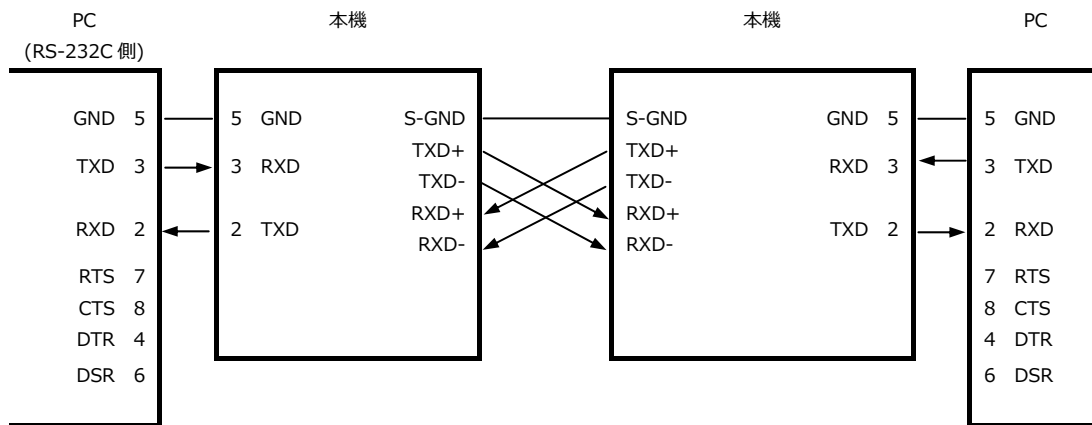 PC 本機 本機 PC
(RS-232C 側)
GND 5 5 GND S-GND S-GND GND 5 5 GND
TXD+ TXD+
TXD 3 3 RXD RXD 3 3 TXD
TXD- TXD-
RXD+ RXD+
RXD 2 2 TXD TXD 2 2 RXD
RXD- RXD-
RTS 7 7 RTS
CTS 8 8 CTS
DTR 4 4 DTR
DSR 6 6 DSR